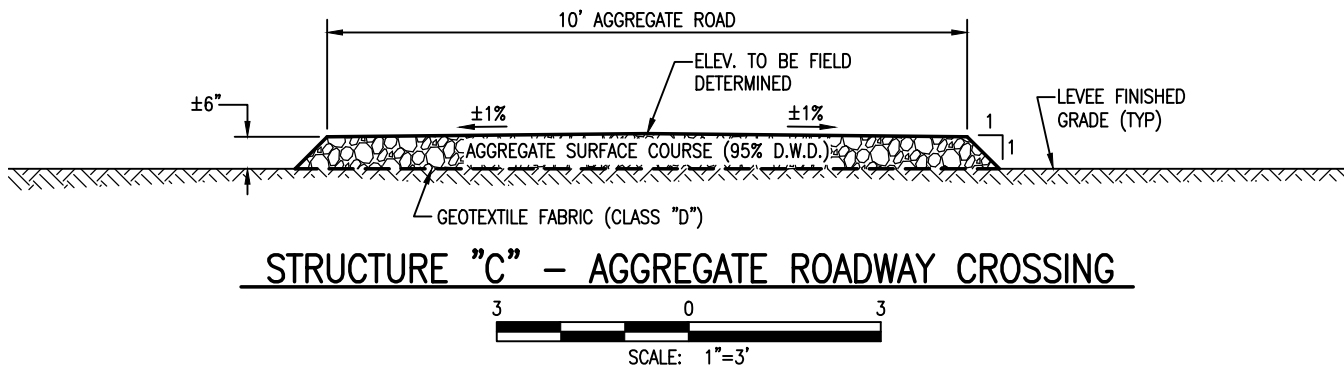 10' AGGREGATE ROAD
ELEV. TO BE FIELD
DETERMINED
±6"
±1%
±1%
LEVEE FINISHED
GRADE (TYP)
1
1
AGGREGATE SURFACE COURSE (95% D.W.D.)
GEOTEXTILE FABRIC (CLASS "D")
STRUCTURE "C" - AGGREGATE ROADWAY CROSSING
3 0 3
SCALE: 1"=3'